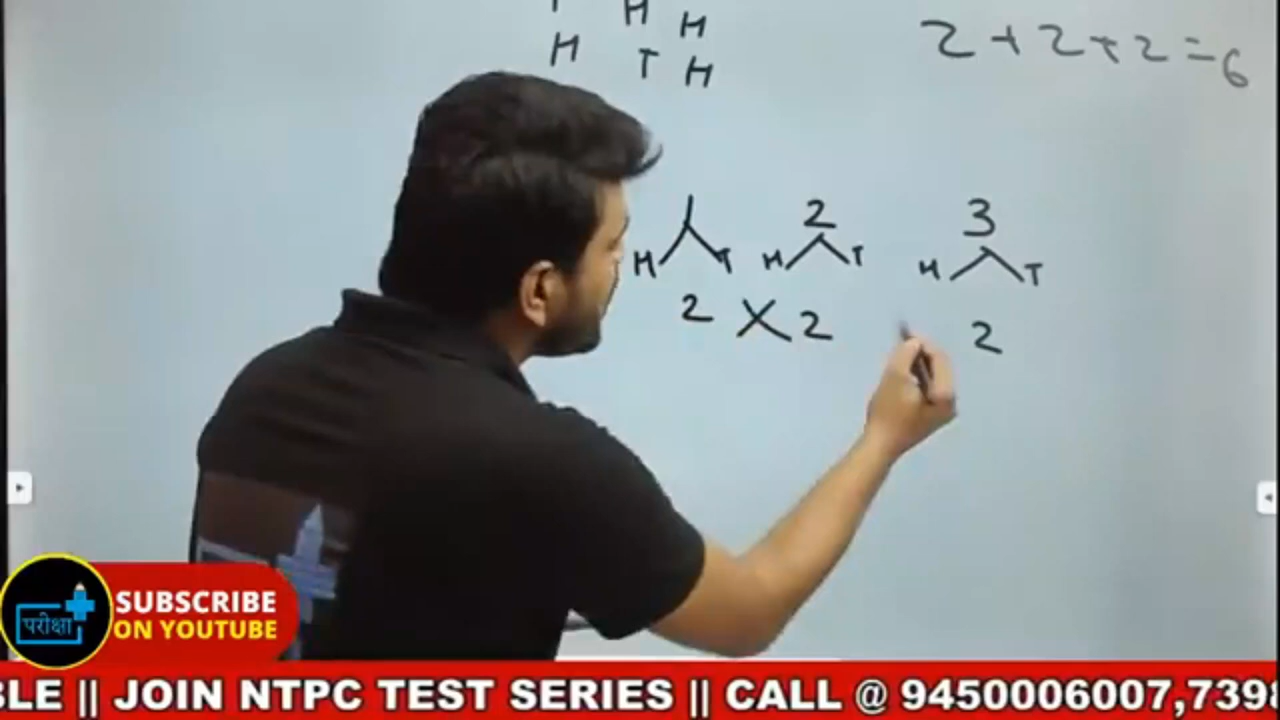 H H
H T H
2+2+2=6
1 2 3
H T H T H T
2 X 2 2
परीक्षा
SUBSCRIBE
ON YOUTUBE
BLE || JOIN NTPC TEST SERIES || CALL @ 9450006007,7398